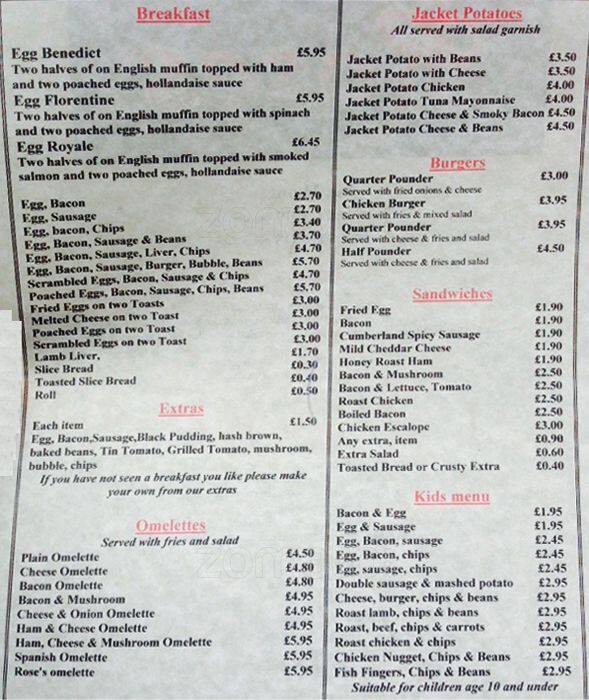 Breakfast
Egg Benedict £5.95
Two halves of on English muffin topped with ham
and two poached eggs, hollandaise sauce
Egg Florentine £5.95
Two halves of on English muffin topped with spinach
and two poached eggs, hollandaise sauce
Egg Royale £6.45
Two halves of on English muffin topped with smoked
salmon and two poached eggs, hollandaise sauce
Egg, Bacon £2.70
Egg, Sausage £2.70
Egg, bacon, Chips £3.40
Egg, Bacon, Sausage & Beans £3.70
Egg, Bacon, Sausage, Liver, Chips £4.70
Egg, Bacon, Sausage, Burger, Bubble, Beans £5.70
Scrambled Eggs, Bacon, Sausage & Chips £4.70
Poached Eggs, Bacon, Sausage, Chips, Beans £5.70
Fried Eggs on two Toasts £3.00
Melted Cheese on two Toast £3.00
Poached Eggs on two Toast £3.00
Scrambled Eggs on two Toast £3.00
Lamb Liver, £1.70
Slice Bread £0.30
Toasted Slice Bread £0.40
Roll £0.50
Extras
Each item £1.50
Egg, Bacon,Sausage,Black Pudding, hash brown,
baked beans, Tin Tomato, Grilled Tomato, mushroom,
bubble, chips
If you have not seen a breakfast you like please make
your own from our extras
Omelettes
Served with fries and salad
Plain Omelette £4.50
Cheese Omelette £4.80
Bacon Omelette £4.80
Bacon & Mushroom £4.95
Cheese & Onion Omelette £4.95
Ham & Cheese Omelette £4.95
Ham, Cheese & Mushroom Omelette £5.95
Spanish Omelette £5.95
Rose's omelette £5.95
Jacket Potatoes
All served with salad garnish
Jacket Potato with Beans £3.50
Jacket Potato with Cheese £3.50
Jacket Potato Chicken £4.00
Jacket Potato Tuna Mayonnaise £4.00
Jacket Potato Cheese & Smoky Bacon £4.50
Jacket Potato Cheese & Beans £4.50
Burgers
Quarter Pounder £3.00
Served with fried onions & cheese
Chicken Burger £3.95
Served with fries & mixed salad
Quarter Pounder £3.95
Served with cheese & fries and salad
Half Pounder £4.50
Served with cheese & fries and salad
Sandwiches
Fried Egg £1.90
Bacon £1.90
Cumberland Spicy Sausage £1.90
Mild Cheddar Cheese £1.90
Honey Roast Ham £1.90
Bacon & Mushroom £2.50
Bacon & Lettuce, Tomato £2.50
Roast Chicken £2.50
Boiled Bacon £2.50
Chicken Escalope £3.00
Any extra, item £0.90
Extra Salad £0.60
Toasted Bread or Crusty Extra £0.40
Kids menu
Bacon & Egg £1.95
Egg & Sausage £1.95
Egg, Bacon, sausage £2.45
Egg, Bacon, chips £2.45
Egg, sausage, chips £2.45
Double sausage & mashed potato £2.95
Cheese, burger, chips & beans £2.95
Roast lamb, chips & beans £2.95
Roast, beef, chips & carrots £2.95
Roast chicken & chips £2.95
Chicken Nugget, Chips & Beans £2.95
Fish Fingers, Chips & Beans £2.95
Suitable for children age 10 and under